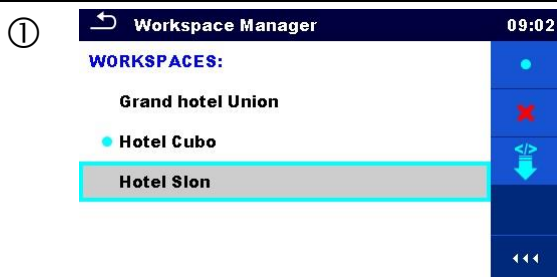 ①
Workspace Manager 09:02
WORKSPACES:
Grand hotel Union
Hotel Cubo
Hotel Slon